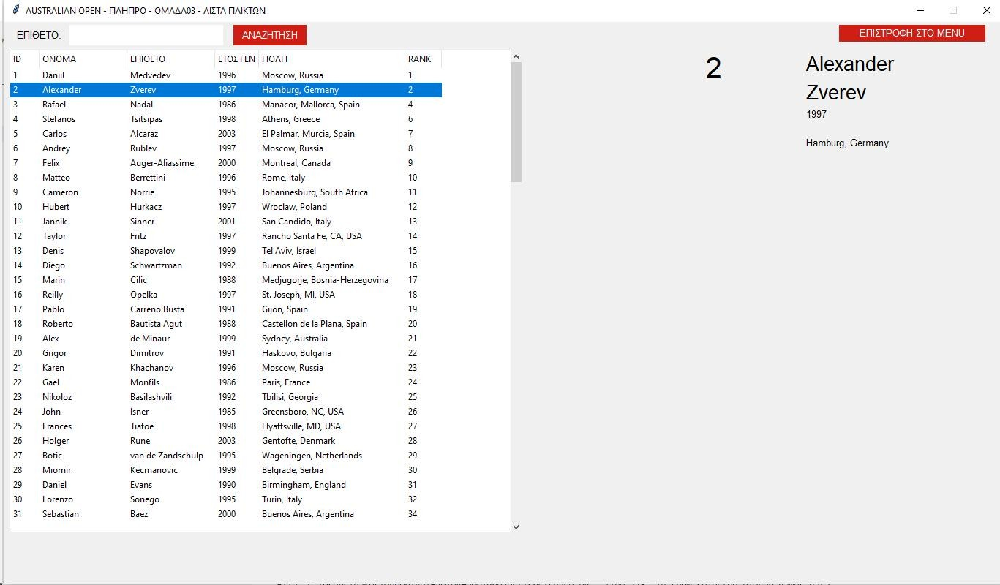 AUSTRALIAN OPEN - ΠΛΗΠΡΟ - ΟΜΑΔΑ03 - ΛΙΣΤΑ ΠΑΙΚΤΩΝ
ΕΠΙΘΕΤΟ: ΑΝΑΖΗΤΗΣΗ ΕΠΙΣΤΡΟΦΗ ΣΤΟ MENU
ID ΟΝΟΜΑ ΕΠΙΘΕΤΟ ΕΤΟΣ ΓΕΝ ΠΟΛΗ RANK
1 Daniil Medvedev 1996 Moscow, Russia 1
2 Alexander Zverev 1997 Hamburg, Germany 2
3 Rafael Nadal 1986 Manacor, Mallorca, Spain 4
4 Stefanos Tsitsipas 1998 Athens, Greece 6
5 Carlos Alcaraz 2003 El Palmar, Murcia, Spain 7
6 Andrey Rublev 1997 Moscow, Russia 8
7 Felix Auger-Aliassime 2000 Montreal, Canada 9
8 Matteo Berrettini 1996 Rome, Italy 10
9 Cameron Norrie 1995 Johannesburg, South Africa 11
10 Hubert Hurkacz 1997 Wroclaw, Poland 12
11 Jannik Sinner 2001 San Candido, Italy 13
12 Taylor Fritz 1997 Rancho Santa Fe, CA, USA 14
13 Denis Shapovalov 1999 Tel Aviv, Israel 15
14 Diego Schwartzman 1992 Buenos Aires, Argentina 16
15 Marin Cilic 1988 Medjugorje, Bosnia-Herzegovina 17
16 Reilly Opelka 1997 St. Joseph, MI, USA 18
17 Pablo Carreno Busta 1991 Gijon, Spain 19
18 Roberto Bautista Agut 1988 Castellon de la Plana, Spain 20
19 Alex de Minaur 1999 Sydney, Australia 21
20 Grigor Dimitrov 1991 Haskovo, Bulgaria 22
21 Karen Khachanov 1996 Moscow, Russia 23
22 Gael Monfils 1986 Paris, France 24
23 Nikoloz Basilashvili 1992 Tbilisi, Georgia 25
24 John Isner 1985 Greensboro, NC, USA 26
25 Frances Tiafoe 1998 Hyattsville, MD, USA 27
26 Holger Rune 2003 Gentofte, Denmark 28
27 Botic van de Zandschulp 1995 Wageningen, Netherlands 29
28 Miomir Kecmanovic 1999 Belgrade, Serbia 30
29 Daniel Evans 1990 Birmingham, England 31
30 Lorenzo Sonego 1995 Turin, Italy 32
31 Sebastian Baez 2000 Buenos Aires, Argentina 34
2 Alexander
Zverev
1997
Hamburg, Germany